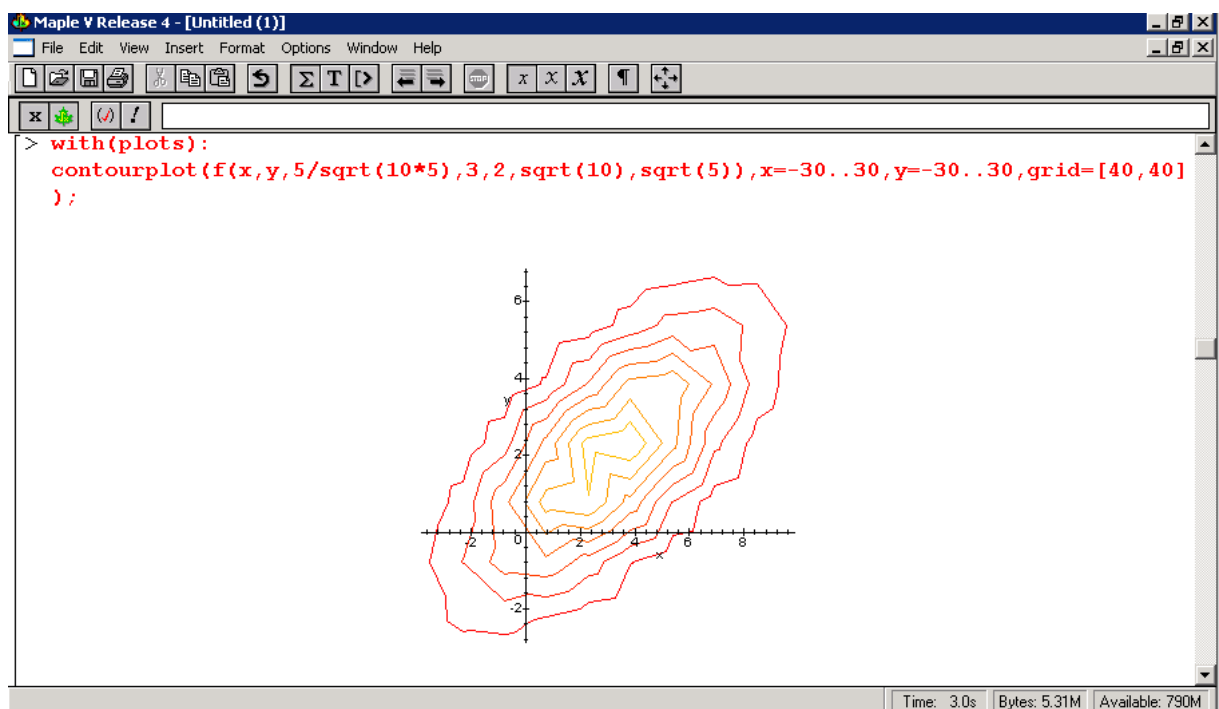 Maple V Release 4 - [Untitled (1)]
File Edit View Insert Format Options Window Help
Σ T [> STOP x x x ¶
x (√) !
> with(plots):
contourplot(f(x,y,5/sqrt(10*5),3,2,sqrt(10),sqrt(5)),x=-30..30,y=-30..30,grid=[40,40]
);
6
4
y
2
-2 0 2 4 6 8
x
-2
Time: 3.0s Bytes: 5.31M Available: 790M